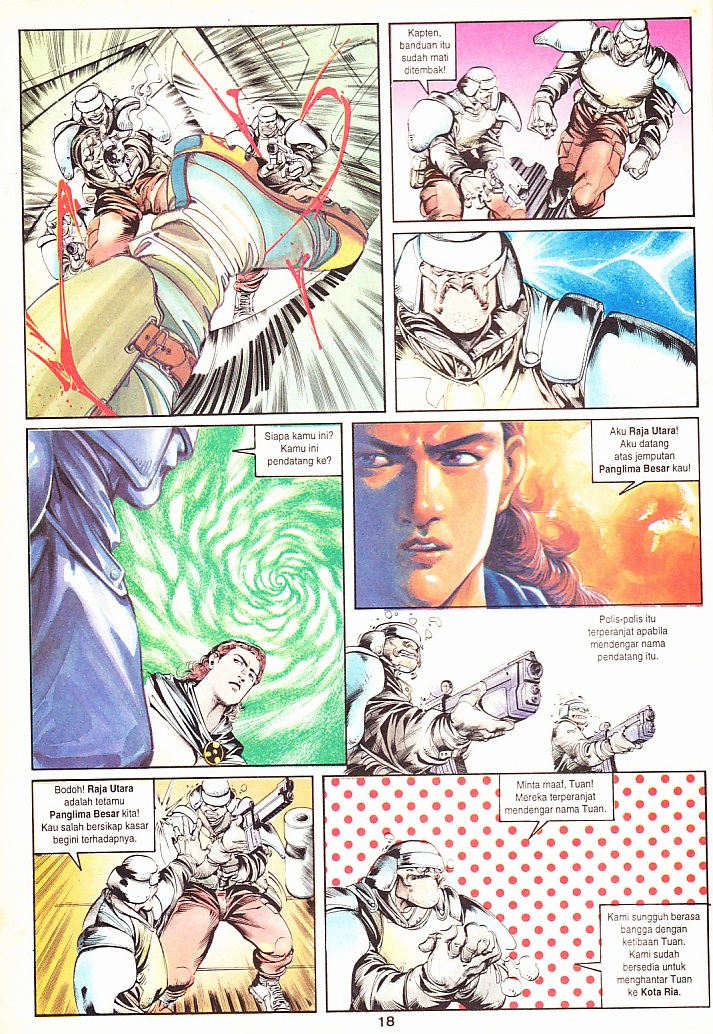 Kapten,
banduan itu
sudah mati
ditembak!
Siapa kamu ini?
Kamu ini
pendatang ke?
Aku Raja Utara!
Aku datang
atas jemputan
Panglima Besar kau!
Polis-polis itu
terperanjat apabila
mendengar nama
pendatang itu.
Bodoh! Raja Utara
adalah tetamu
Panglima Besar kita!
Kau salah bersikap kasar
begini terhadapnya.
Minta maaf, Tuan!
Mereka terperanjat
mendengar nama Tuan.
Kami sungguh berasa
bangga dengan
ketibaan Tuan.
Kami sudah
bersedia untuk
menghantar Tuan
ke Kota Ria.
18